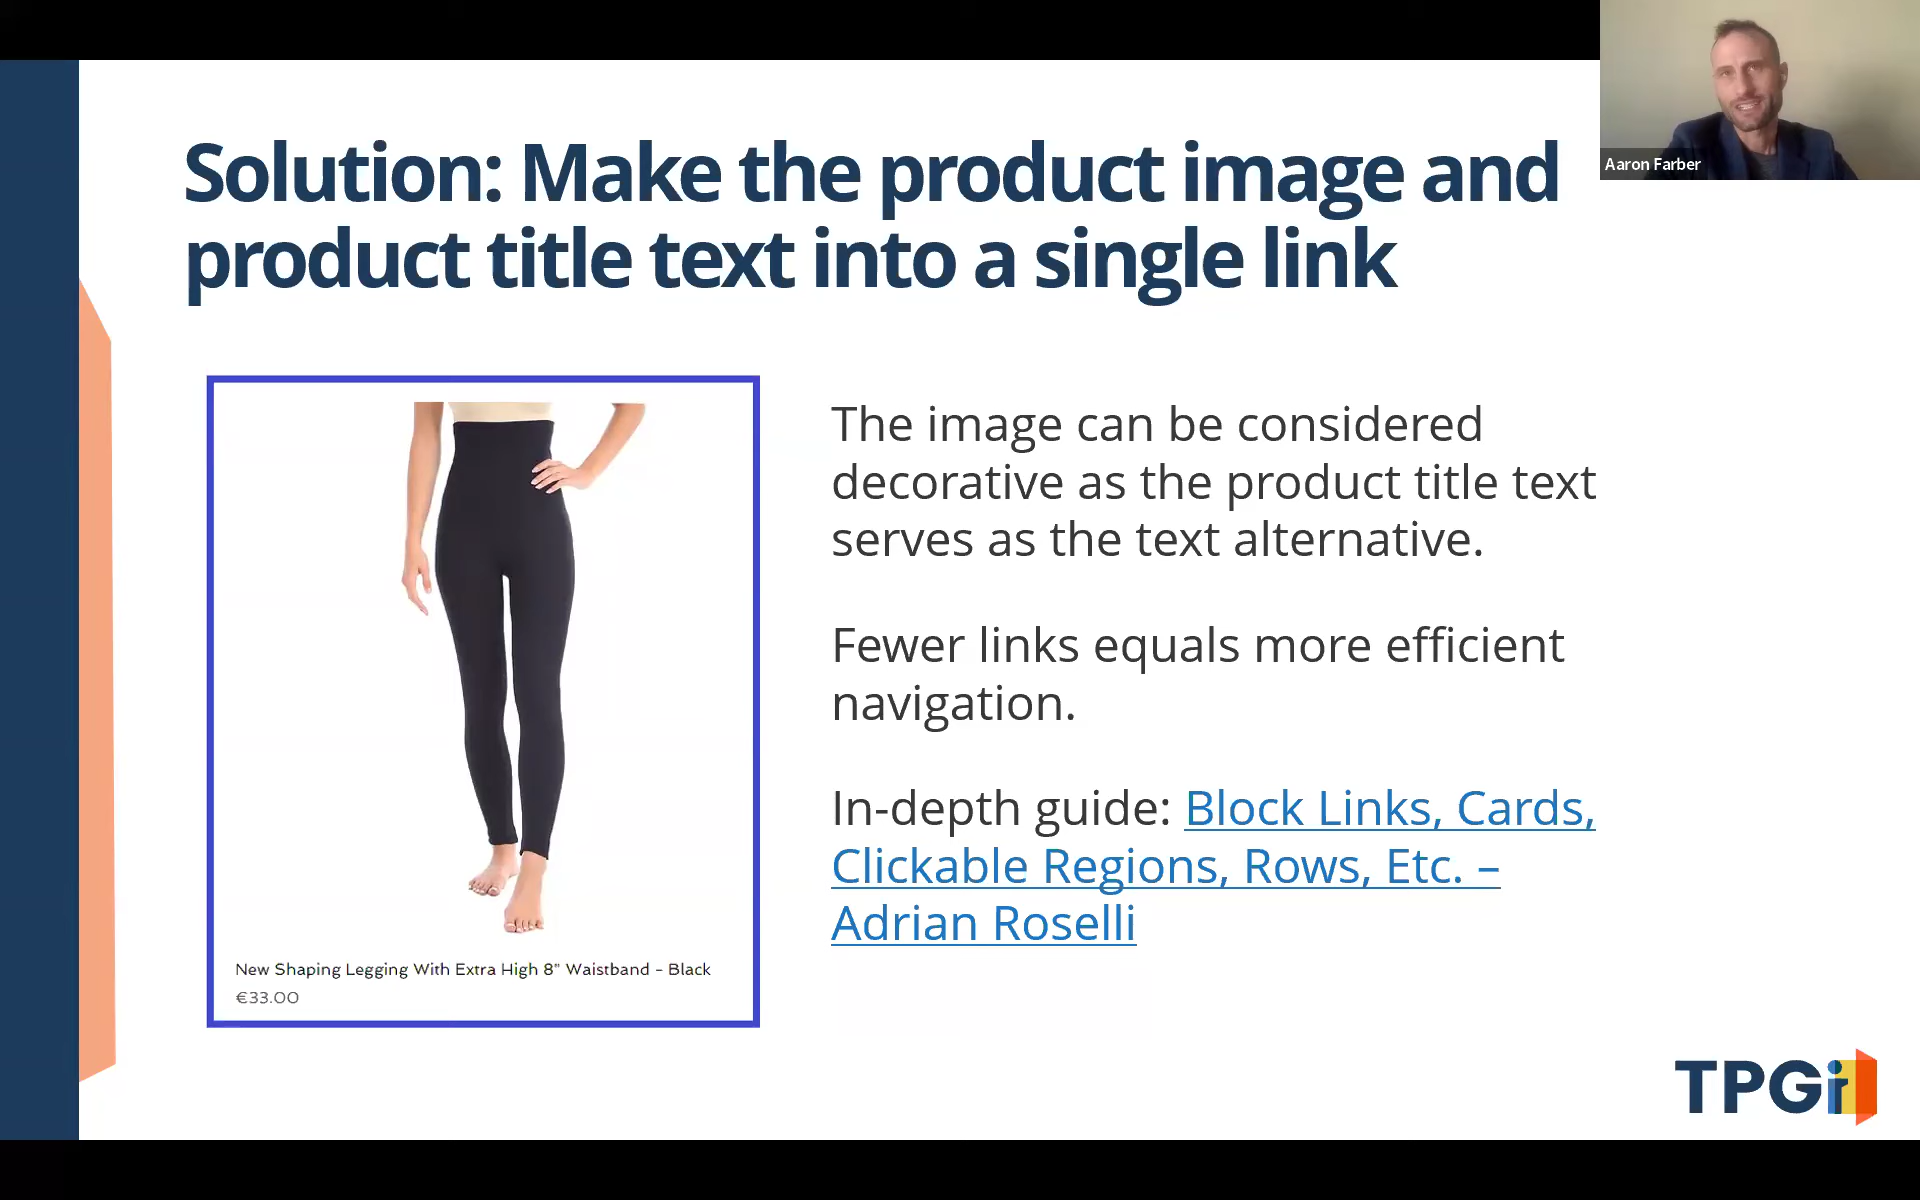 Solution: Make the product image and
product title text into a single link
Aaron Farber
New Shaping Legging With Extra High 8" Waistband - Black
€33.00
The image can be considered
decorative as the product title text
serves as the text alternative.
Fewer links equals more efficient
navigation.
In-depth guide: Block Links, Cards,
Clickable Regions, Rows, Etc. –
Adrian Roselli
TPGi